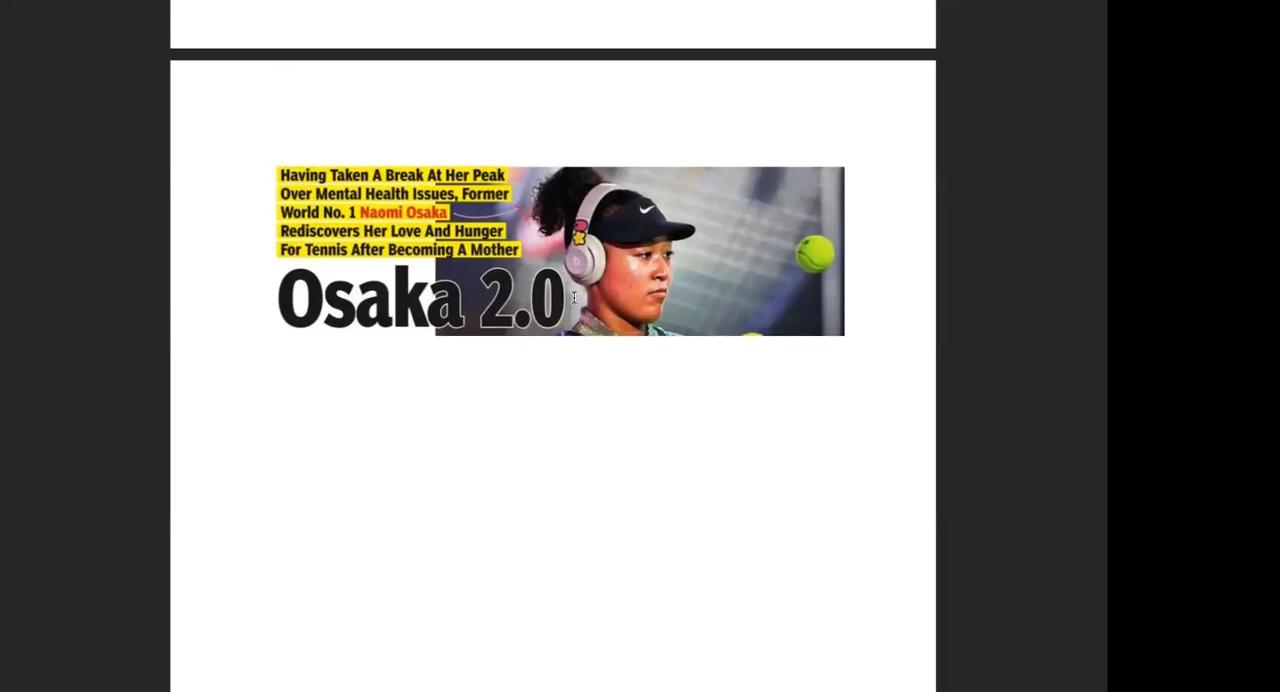 Having Taken A Break At Her Peak
Over Mental Health Issues, Former
World No. 1 Naomi Osaka
Rediscovers Her Love And Hunger
For Tennis After Becoming A Mother
Osaka 2.0